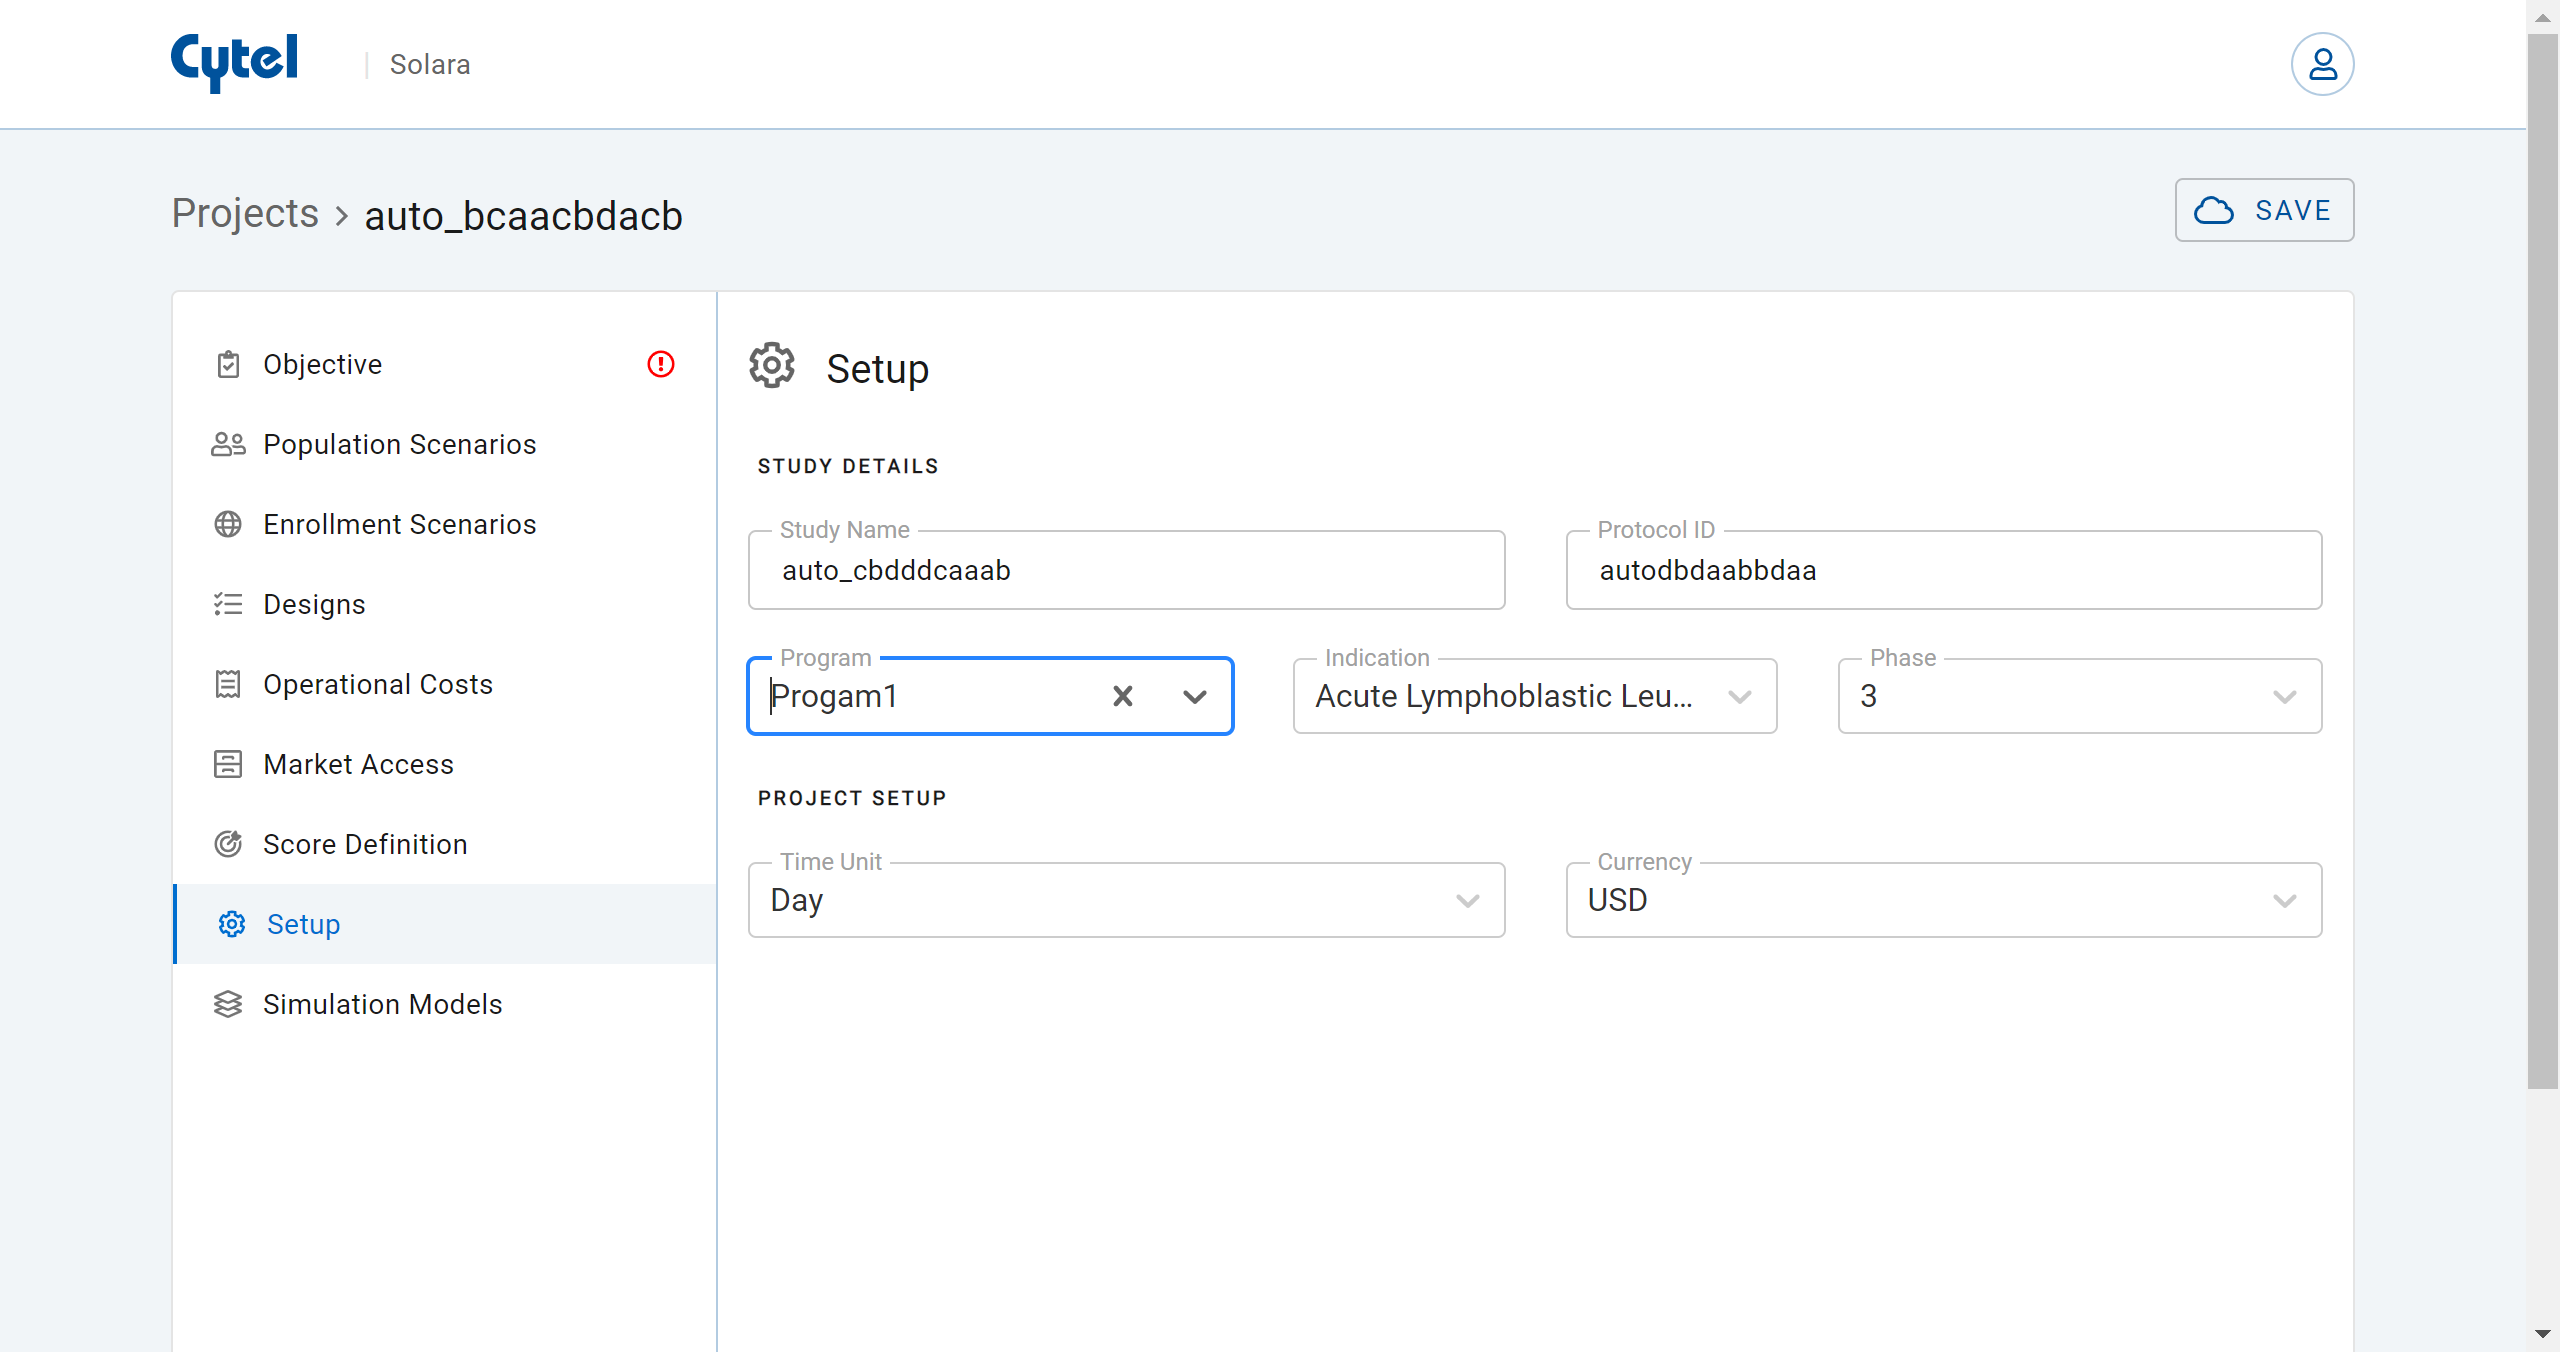 Cytel | Solara
Projects > auto_bcaacbdacb
SAVE
Objective
Population Scenarios
Enrollment Scenarios
Designs
Operational Costs
Market Access
Score Definition
Setup
Simulation Models
Setup
STUDY DETAILS
Study Name
auto_cbdddcaaab
Protocol ID
autodbdaabbdaa
Program
Progam1
Indication
Acute Lymphoblastic Leu...
Phase
3
PROJECT SETUP
Time Unit
Day
Currency
USD